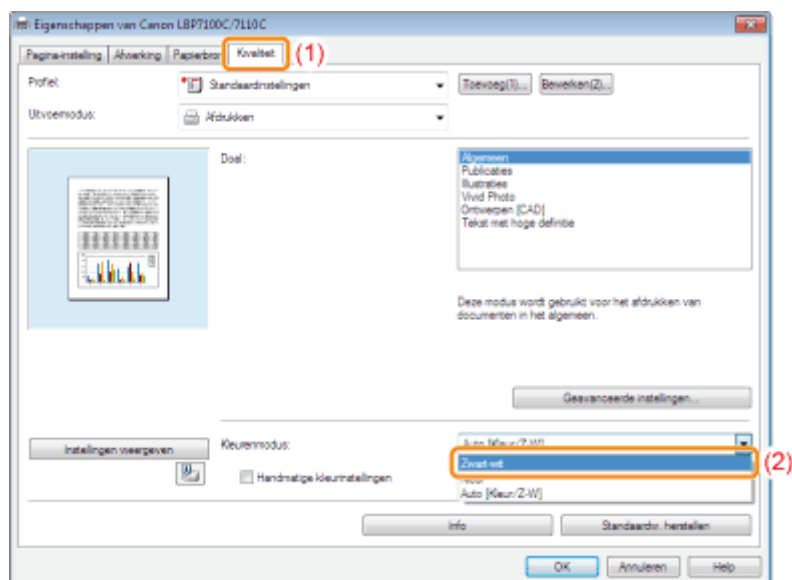 Eigenschappen van Canon LBP7100C/7110C
Pagina-instelling Afwerking Papierbron Kwaliteit (1)
Profiel: Standaardinstellingen Toevoeg(1)... Bewerken(2)...
Uitvoermodus: Afdrukken
Doel: Algemeen
Publicaties
Illustraties
Vivid Photo
Ontwerpen [CAD]
Tekst met hoge definitie
Deze modus wordt gebruikt voor het afdrukken van
documenten in het algemeen.
Geavanceerde instellingen...
Instellingen weergeven Kleurenmodus: Auto [Kleur/Z-W]
Zwart-wit (2)
Handmatige kleurinstellingen
Auto [Kleur/Z-W]
Info Standaardw. herstellen
OK Annuleren Help